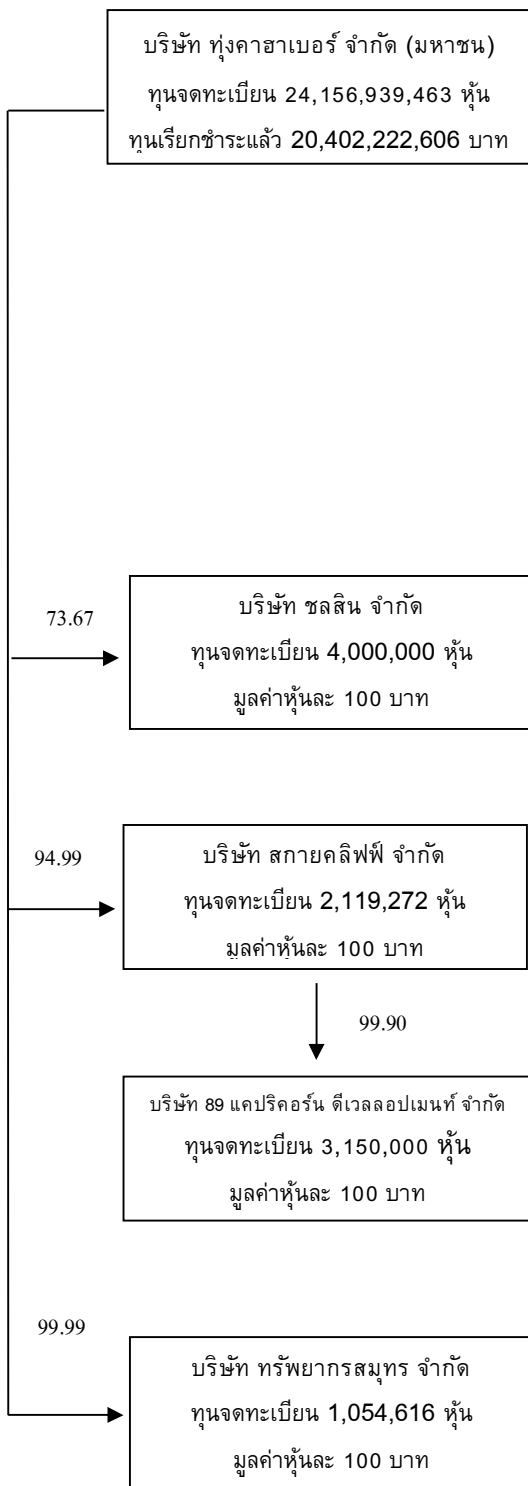 บริษัท ทุ่งคาฮาเบอร์ จำกัด (มหาชน)
ทุนจดทะเบียน 24,156,939,463 หุ้น
ทุนเรียกชำระแล้ว 20,402,222,606 บาท
73.67
บริษัท ชลสิน จำกัด
ทุนจดทะเบียน 4,000,000 หุ้น
มูลค่าหุ้นละ 100 บาท
94.99
บริษัท สกายคลิฟฟ์ จำกัด
ทุนจดทะเบียน 2,119,272 หุ้น
มูลค่าหุ้นละ 100 บาท
99.90
บริษัท 89 แคปริคอร์น ดีเวลลอปเมนท์ จำกัด
ทุนจดทะเบียน 3,150,000 หุ้น
มูลค่าหุ้นละ 100 บาท
99.99
บริษัท ทรัพยากรสมุทร จำกัด
ทุนจดทะเบียน 1,054,616 หุ้น
มูลค่าหุ้นละ 100 บาท